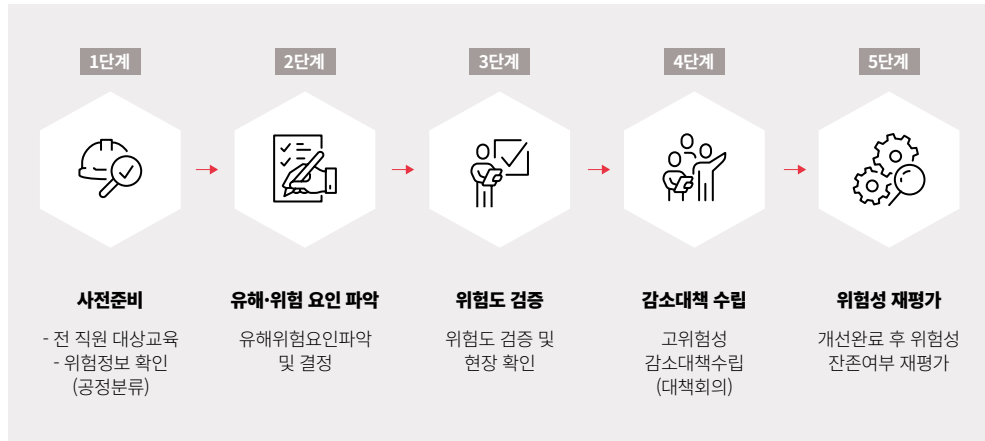 1단계
2단계
3단계
4단계
5단계
사전준비
- 전 직원 대상교육
- 위험정보 확인
(공정분류)
유해·위험 요인 파악
유해위험요인파악
및 결정
위험도 검증
위험도 검증 및
현장 확인
감소대책 수립
고위험성
감소대책수립
(대책회의)
위험성 재평가
개선완료 후 위험성
잔존여부 재평가